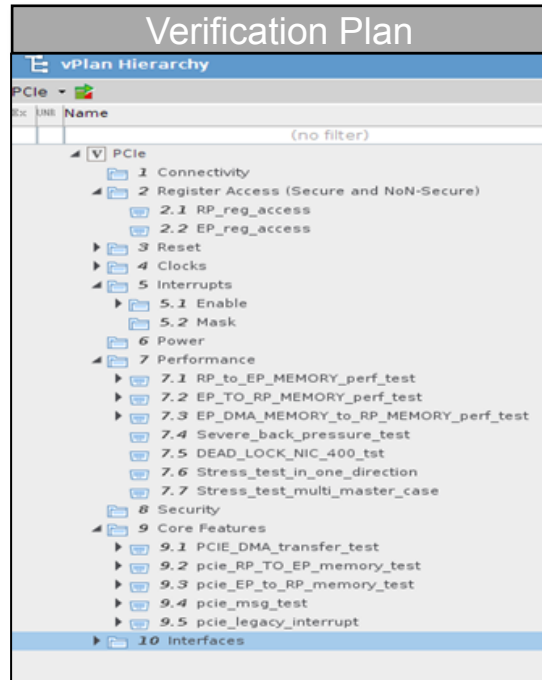 Verification Plan
vPlan Hierarchy
PCIe
Ex UNR Name
(no filter)
V PCIe
1 Connectivity
2 Register Access (Secure and NoN-Secure)
2.1 RP_reg_access
2.2 EP_reg_access
3 Reset
4 Clocks
5 Interrupts
5.1 Enable
5.2 Mask
6 Power
7 Performance
7.1 RP_to_EP_MEMORY_perf_test
7.2 EP_TO_RP_MEMORY_perf_test
7.3 EP_DMA_MEMORY_to_RP_MEMORY_perf_test
7.4 Severe_back_pressure_test
7.5 DEAD_LOCK_NIC_400_tst
7.6 Stress_test_in_one_direction
7.7 Stress_test_multi_master_case
8 Security
9 Core Features
9.1 PCIE_DMA_transfer_test
9.2 pcie_RP_TO_EP_memory_test
9.3 pcie_EP_to_RP_memory_test
9.4 pcie_msg_test
9.5 pcie_legacy_interrupt
10 Interfaces